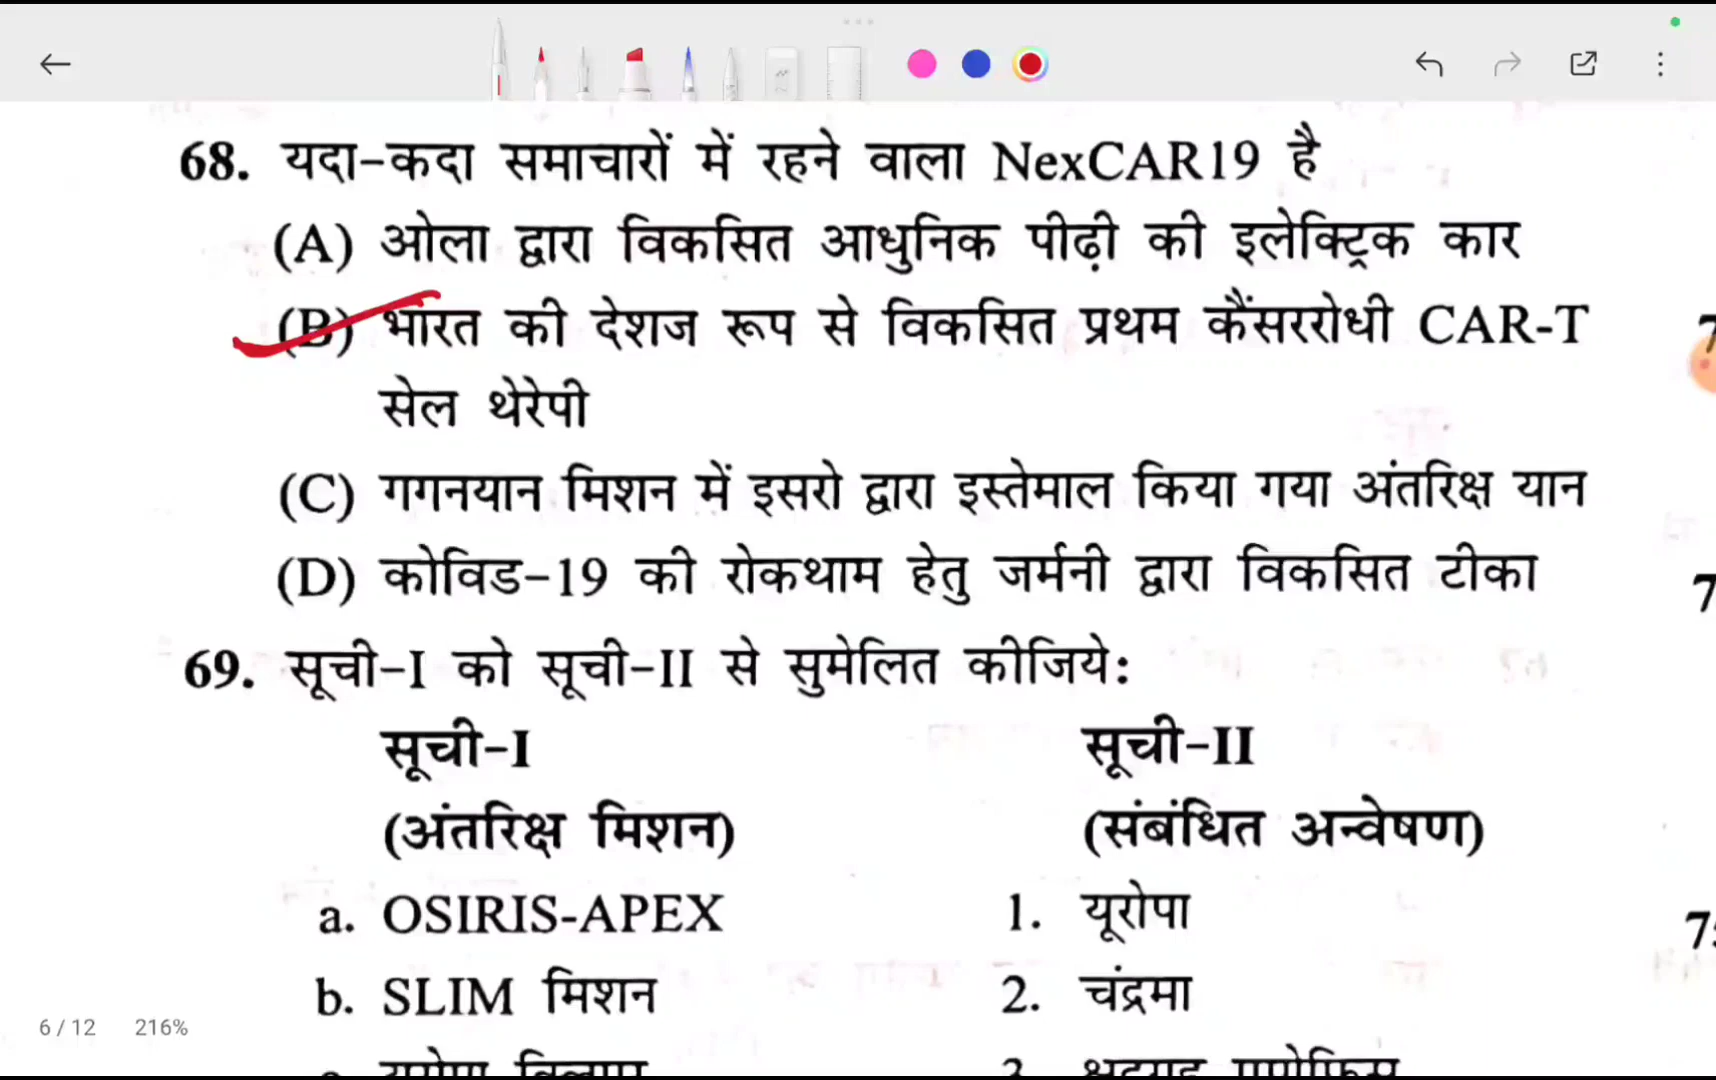 68. यदा-कदा समाचारों में रहने वाला NexCAR19 है
(A) ओला द्वारा विकसित आधुनिक पीढ़ी की इलेक्ट्रिक कार
(B) भारत की देशज रूप से विकसित प्रथम कैंसररोधी CAR-T
सेल थेरेपी
(C) गगनयान मिशन में इसरो द्वारा इस्तेमाल किया गया अंतरिक्ष यान
(D) कोविड-19 की रोकथाम हेतु जर्मनी द्वारा विकसित टीका
69. सूची-I को सूची-II से सुमेलित कीजिये:
सूची-I सूची-II
(अंतरिक्ष मिशन) (संबंधित अन्वेषण)
a. OSIRIS-APEX 1. यूरोपा
b. SLIM मिशन 2. चंद्रमा
6 / 12 216%